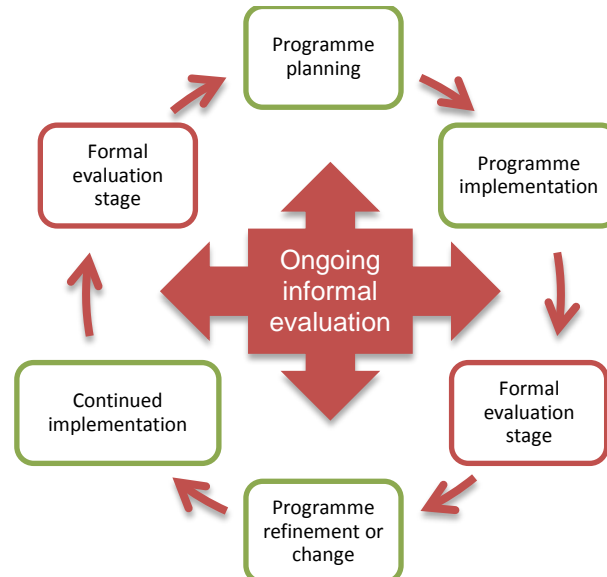 Programme
planning
Programme
implementation
Formal
evaluation
stage
Programme
refinement or
change
Continued
implementation
Formal
evaluation
stage
Ongoing
informal
evaluation